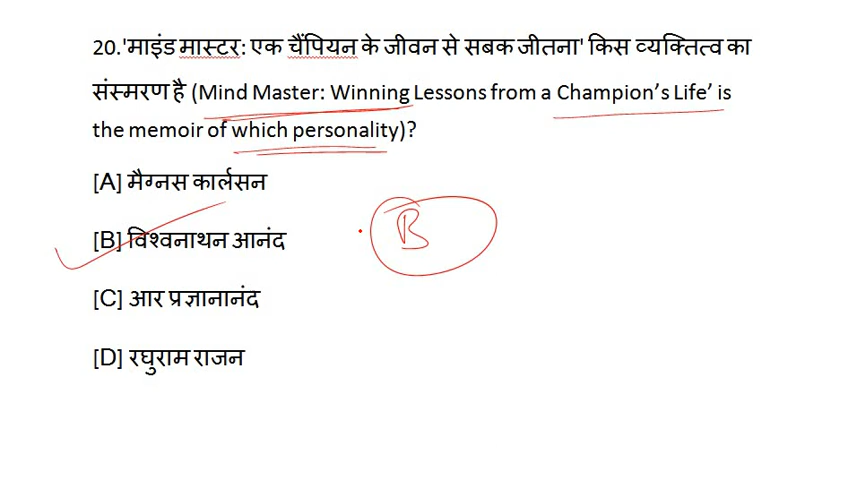 20.'माइंड मास्टर: एक चैंपियन के जीवन से सबक जीतना' किस व्यक्तित्व का
संस्मरण है (Mind Master: Winning Lessons from a Champion's Life’ is
the memoir of which personality)?
[A] मैग्नस कार्लसन
[B] विश्वनाथन आनंद
B
[C] आर प्रज्ञानानंद
[D] रघुराम राजन